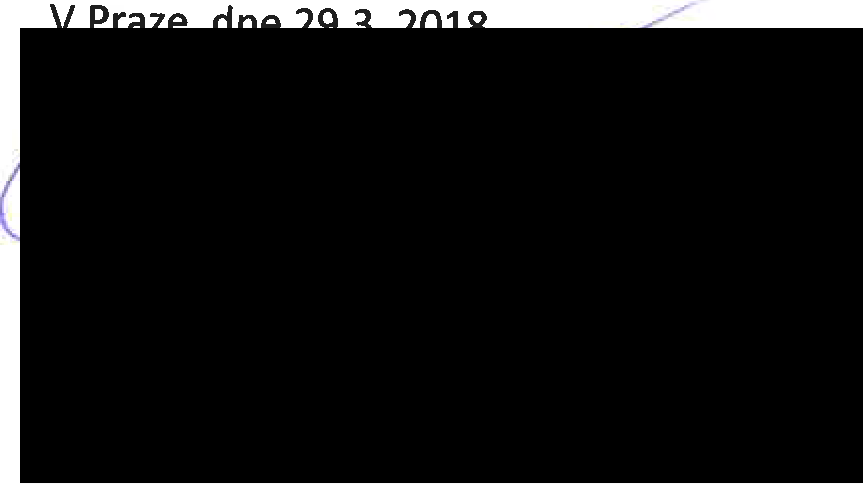 V Praze, dne 29.3. 2018